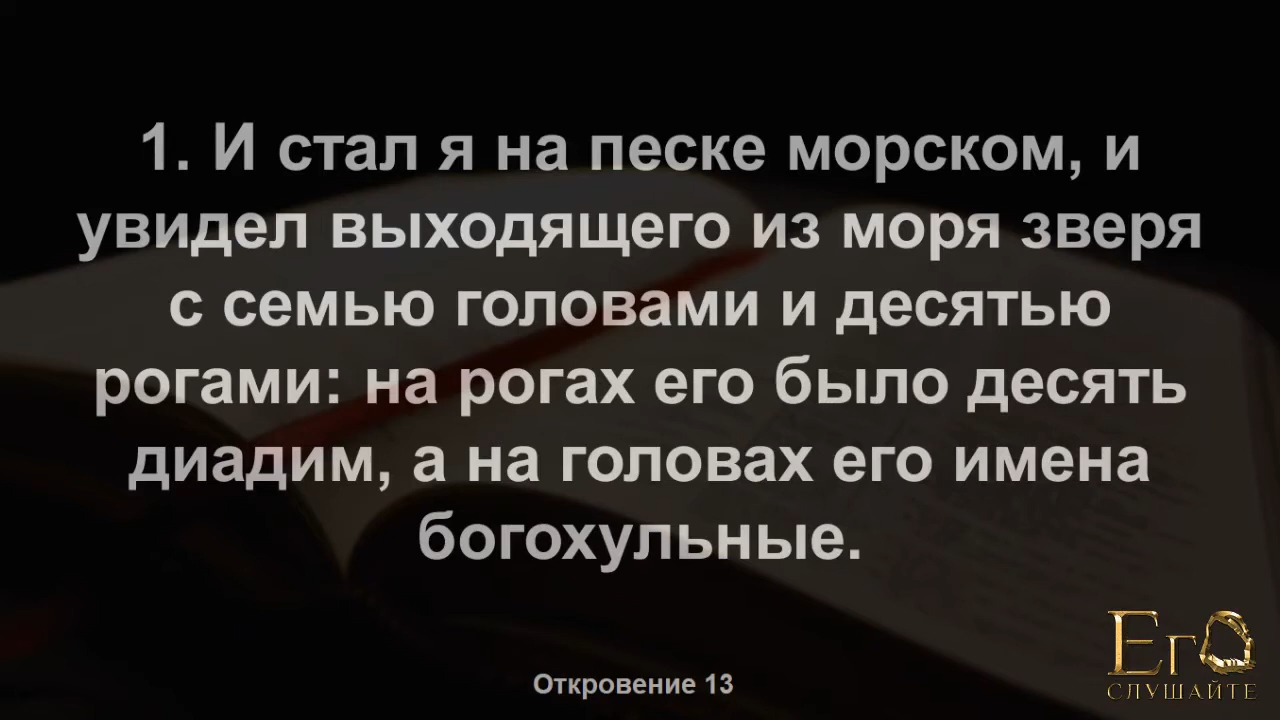 1. И стал я на песке морском, и
увидел выходящего из моря зверя
с семью головами и десятью
рогами: на рогах его было десять
диадим, а на головах его имена
богохульные.
Откровение 13
ЕгО
СЛУШАЙТЕ